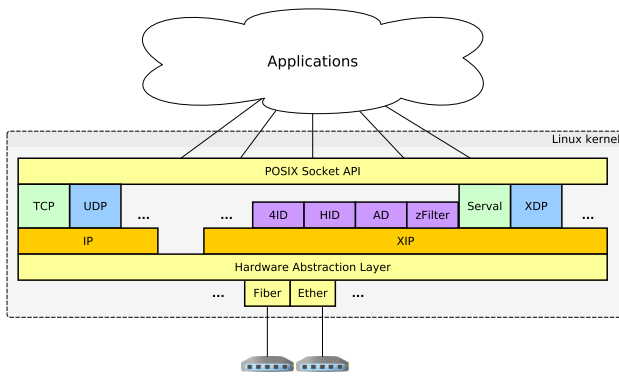 Applications
Linux kernel
POSIX Socket API
TCP
UDP
...
...
4ID
HID
AD
zFilter
Serval
XDP
...
IP
XIP
Hardware Abstraction Layer
...
Fiber
Ether
...